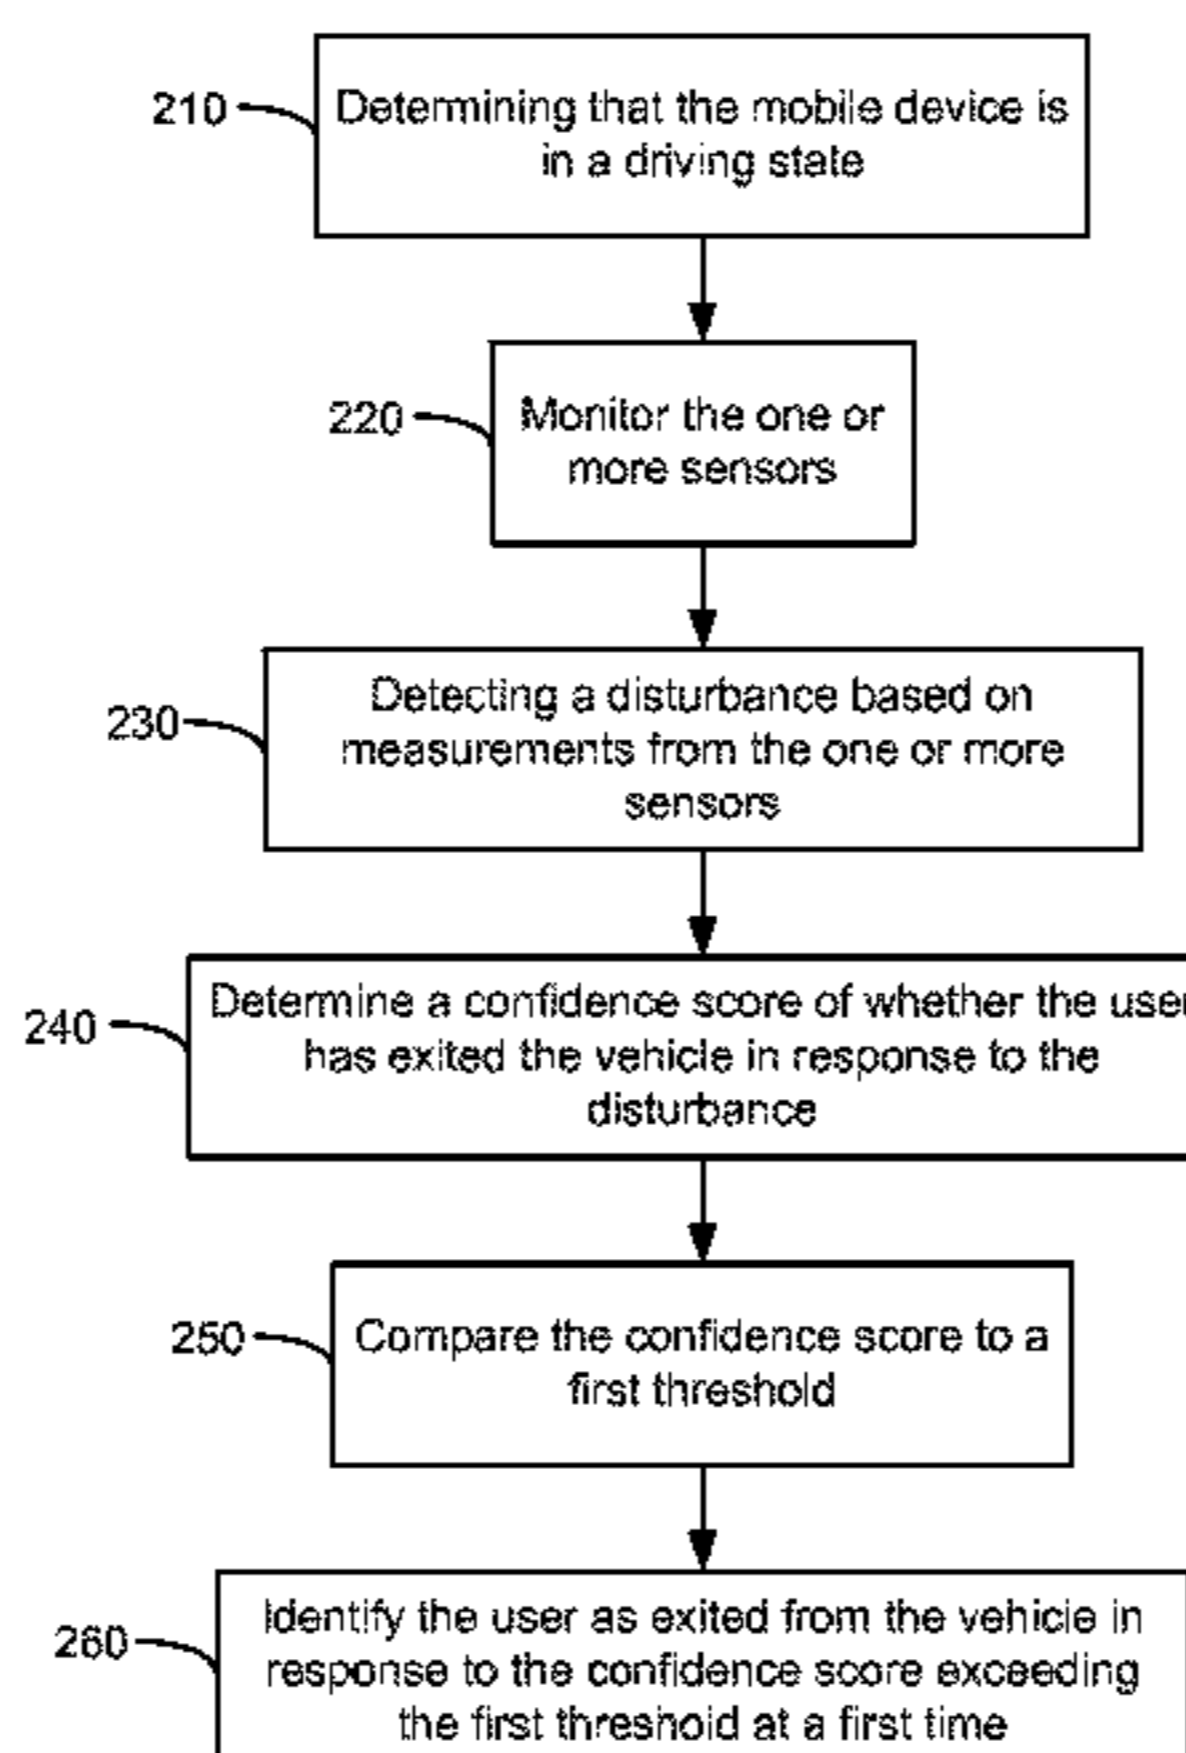 210
Determining that the mobile device is
in a driving state
220
Monitor the one or
more sensors
230
Detecting a disturbance based on
measurements from the one or more
sensors
240
Determine a confidence score of whether the user
has exited the vehicle in response to the
disturbance
250
Compare the confidence score to a
first threshold
260
Identify the user as exited from the vehicle in
response to the confidence score exceeding
the first threshold at a first time